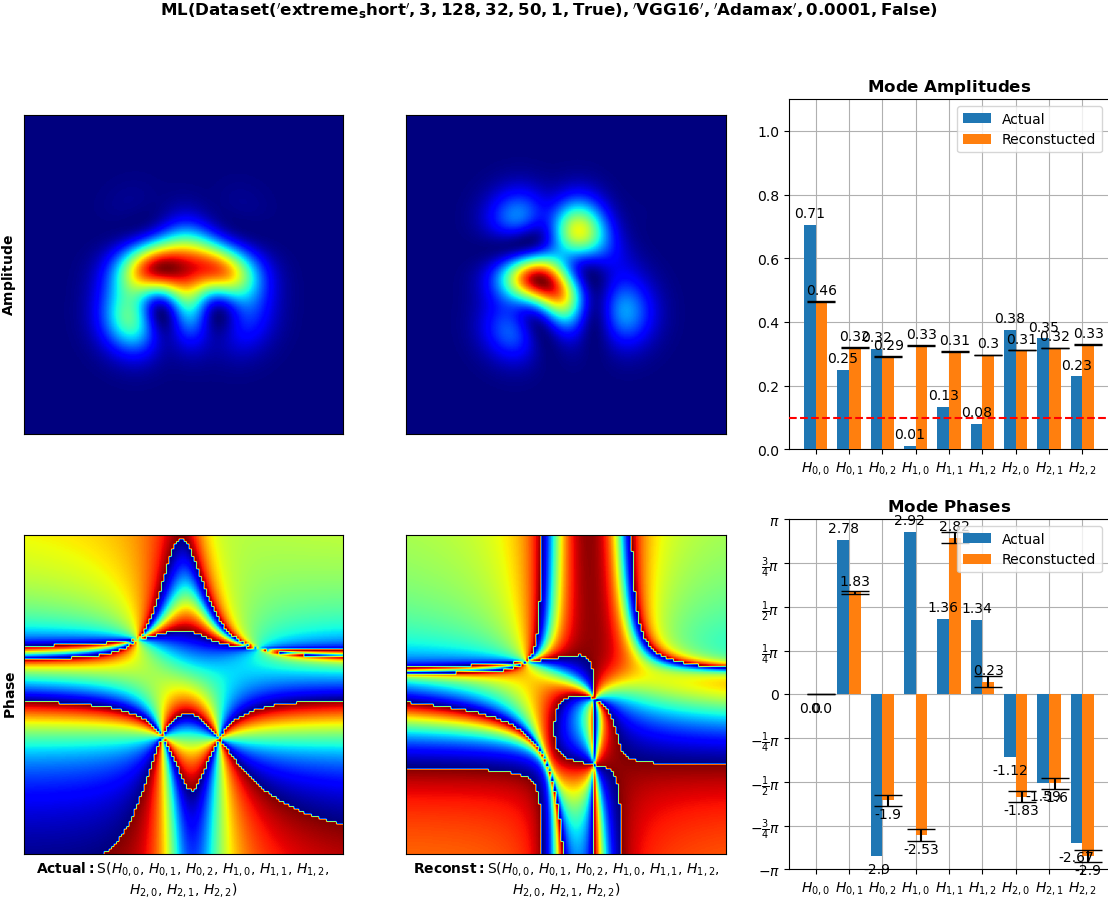 ML(Dataset('extreme_short', 3, 128, 32, 50, 1, True), 'VGG16', 'Adamax', 0.0001, False)
Amplitude
Mode Amplitudes
Actual
Reconstucted
1.0
0.8
0.6
0.4
0.2
0.0
0.71
0.46
0.25
0.32
0.32
0.29
0.01
0.33
0.13
0.31
0.08
0.3
0.38
0.31
0.35
0.32
0.23
0.33
H0,0 H0,1 H0,2 H1,0 H1,1 H1,2 H2,0 H2,1 H2,2
Phase
Actual: S(H0,0, H0,1, H0,2, H1,0, H1,1, H1,2,
H2,0, H2,1, H2,2)
Reconst: S(H0,0, H0,1, H0,2, H1,0, H1,1, H1,2,
H2,0, H2,1, H2,2)
Mode Phases
Actual
Reconstucted
π
3/4π
1/2π
1/4π
0
−1/4π
−1/2π
−3/4π
−π
0.0
0.0
2.78
1.83
-2.9
-1.9
2.92
-2.53
1.36
2.82
1.34
0.23
-1.12
-1.83
-1.59
-1.6
-2.67
-2.9
H0,0 H0,1 H0,2 H1,0 H1,1 H1,2 H2,0 H2,1 H2,2